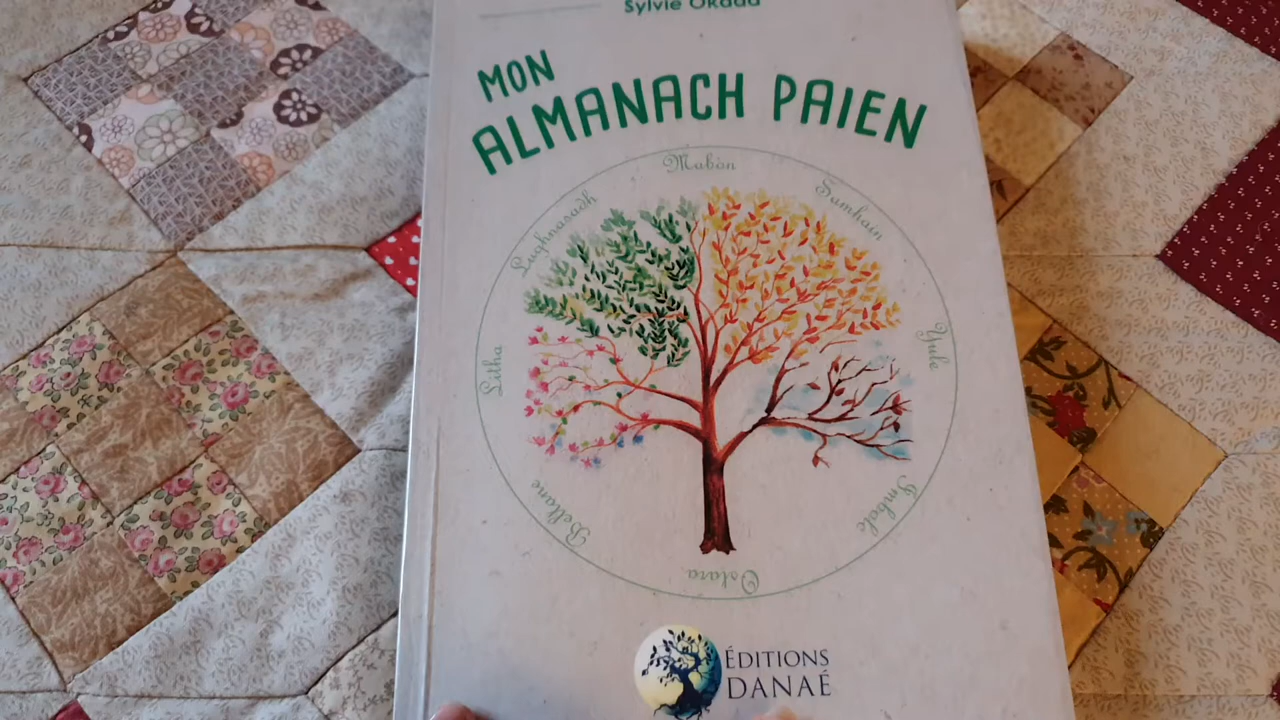 Sylvie Okada
MON
ALMANACH PAIEN
Mabon
Samhain
Yule
Imbolc
Ostara
Beltane
Litha
Lughnasadh
ÉDITIONS
DANAÉ